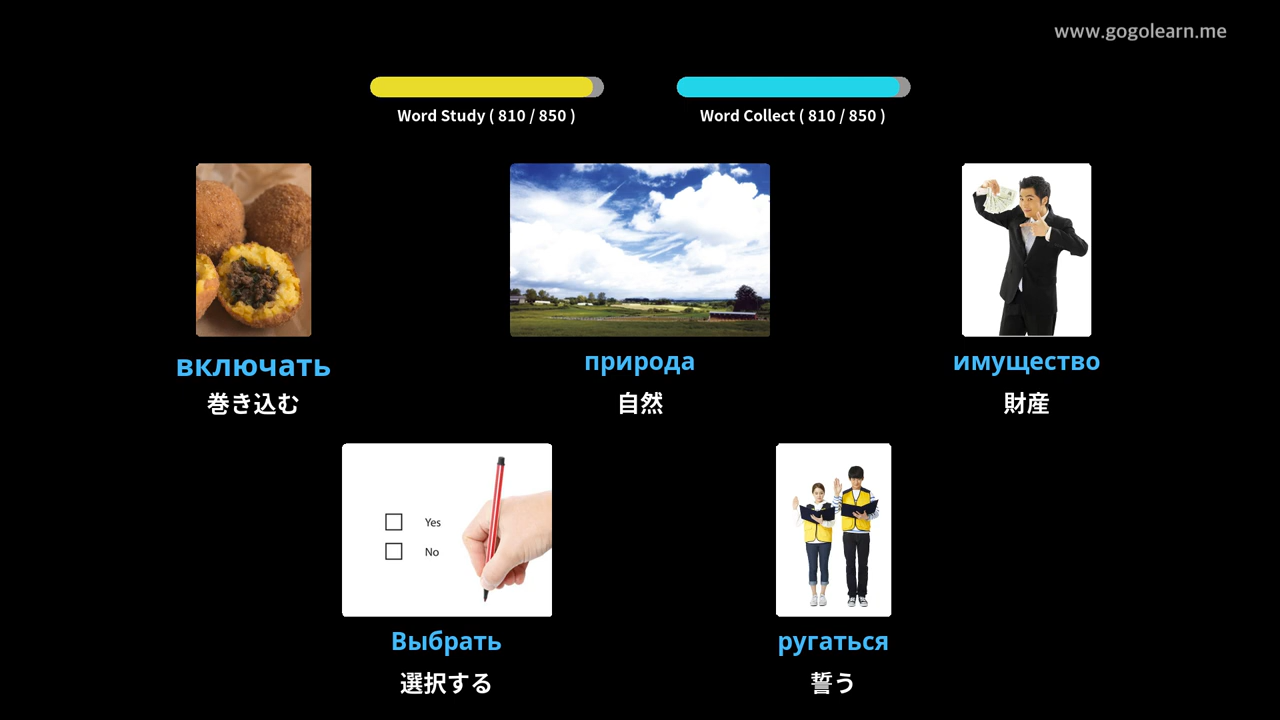 www.gogolearn.me
Word Study ( 810 / 850 )
Word Collect ( 810 / 850 )
включать
巻き込む
природа
自然
имущество
財産
Yes
No
Выбрать
選択する
ругаться
誓う